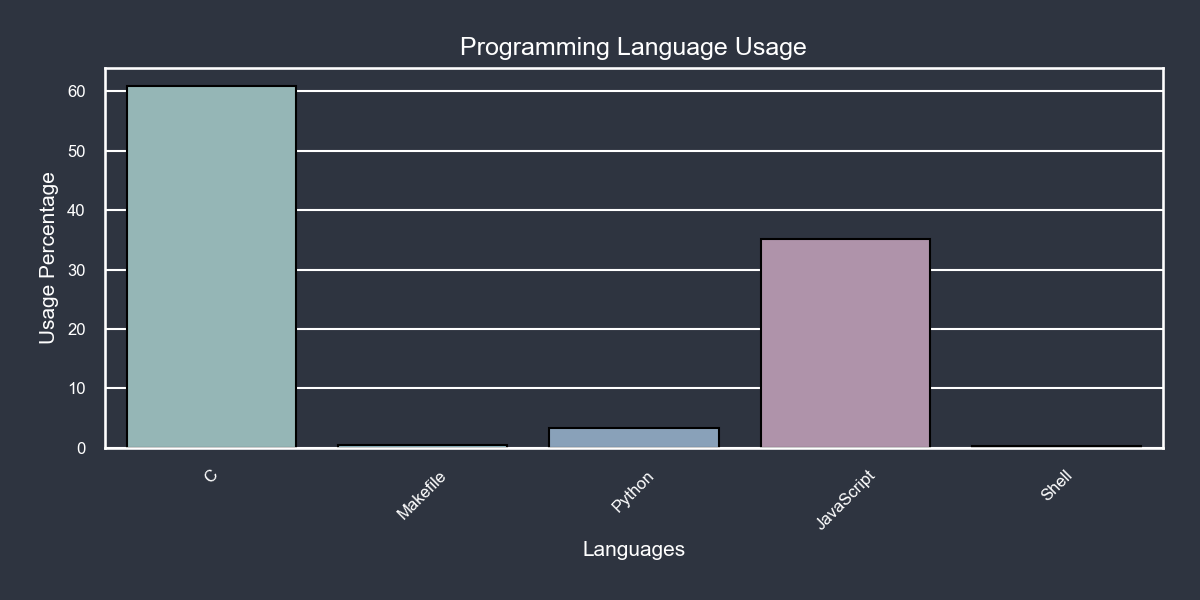 Programming Language Usage
Usage Percentage
60
50
40
30
20
10
0
C
Makefile
Python
JavaScript
Shell
Languages